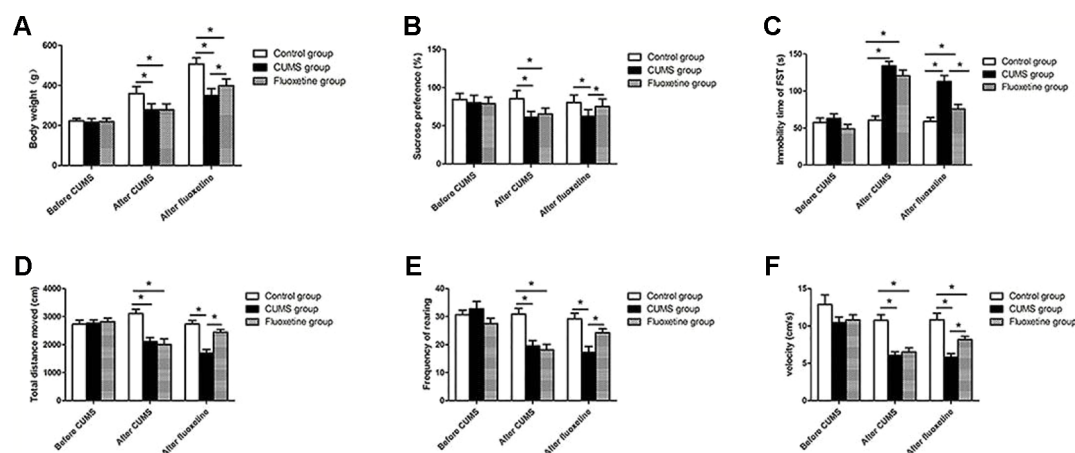 A
Body weight (g)
600
400
200
0
Before CUMS
After CUMS
After fluoxetine
* * * * * *
Control group
CUMS group
Fluoxetine group
B
Sucrose preference (%)
150
100
50
0
Before CUMS
After CUMS
After fluoxetine
* * * *
Control group
CUMS group
Fluoxetine group
C
Immobility time of FST (s)
150
100
50
0
Before CUMS
After CUMS
After fluoxetine
* * * * *
Control group
CUMS group
Fluoxetine group
D
Total distance moved (cm)
4000
3000
2000
1000
0
Before CUMS
After CUMS
After fluoxetine
* * * *
Control group
CUMS group
Fluoxetine group
E
Frequency of rearing
40
30
20
10
0
Before CUMS
After CUMS
After fluoxetine
* * * *
Control group
CUMS group
Fluoxetine group
F
velocity (cm/s)
15
10
5
0
Before CUMS
After CUMS
After fluoxetine
* * * * *
Control group
CUMS group
Fluoxetine group